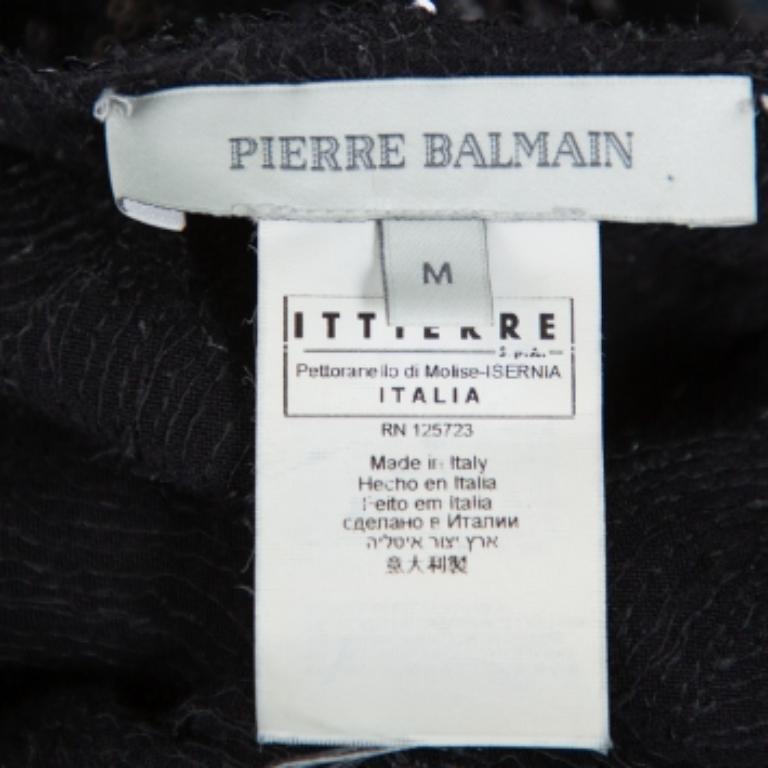 PIERRE BALMAIN
M
ITTIERRE
S.p.A.
Pettoranello di Molise-ISERNIA
ITALIA
RN 125723
Made in Italy
Hecho en Italia
Feito em Italia
сделано в Италии
ארץ יצור איטליה
意大利製